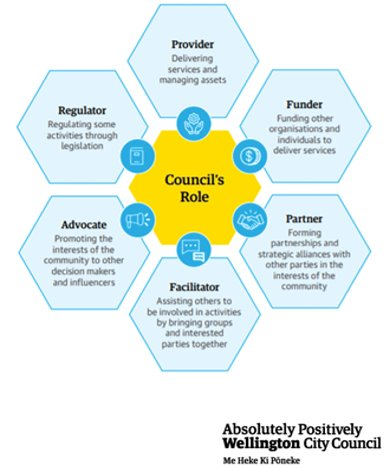 Provider
Delivering
services and
managing assets
Regulator
Regulating some
activities through
legislation
Funder
Funding other
organisations and
individuals to
deliver services
Council's
Role
Advocate
Promoting the
interests of the
community to other
decision makers
and influencers
Partner
Forming
partnerships and
strategic alliances with
other parties in the
interests of the
community
Facilitator
Assisting others to
be involved in activities
by bringing groups
and interested
parties together
Absolutely Positively
Wellington City Council
Me Heke Ki Pōneke